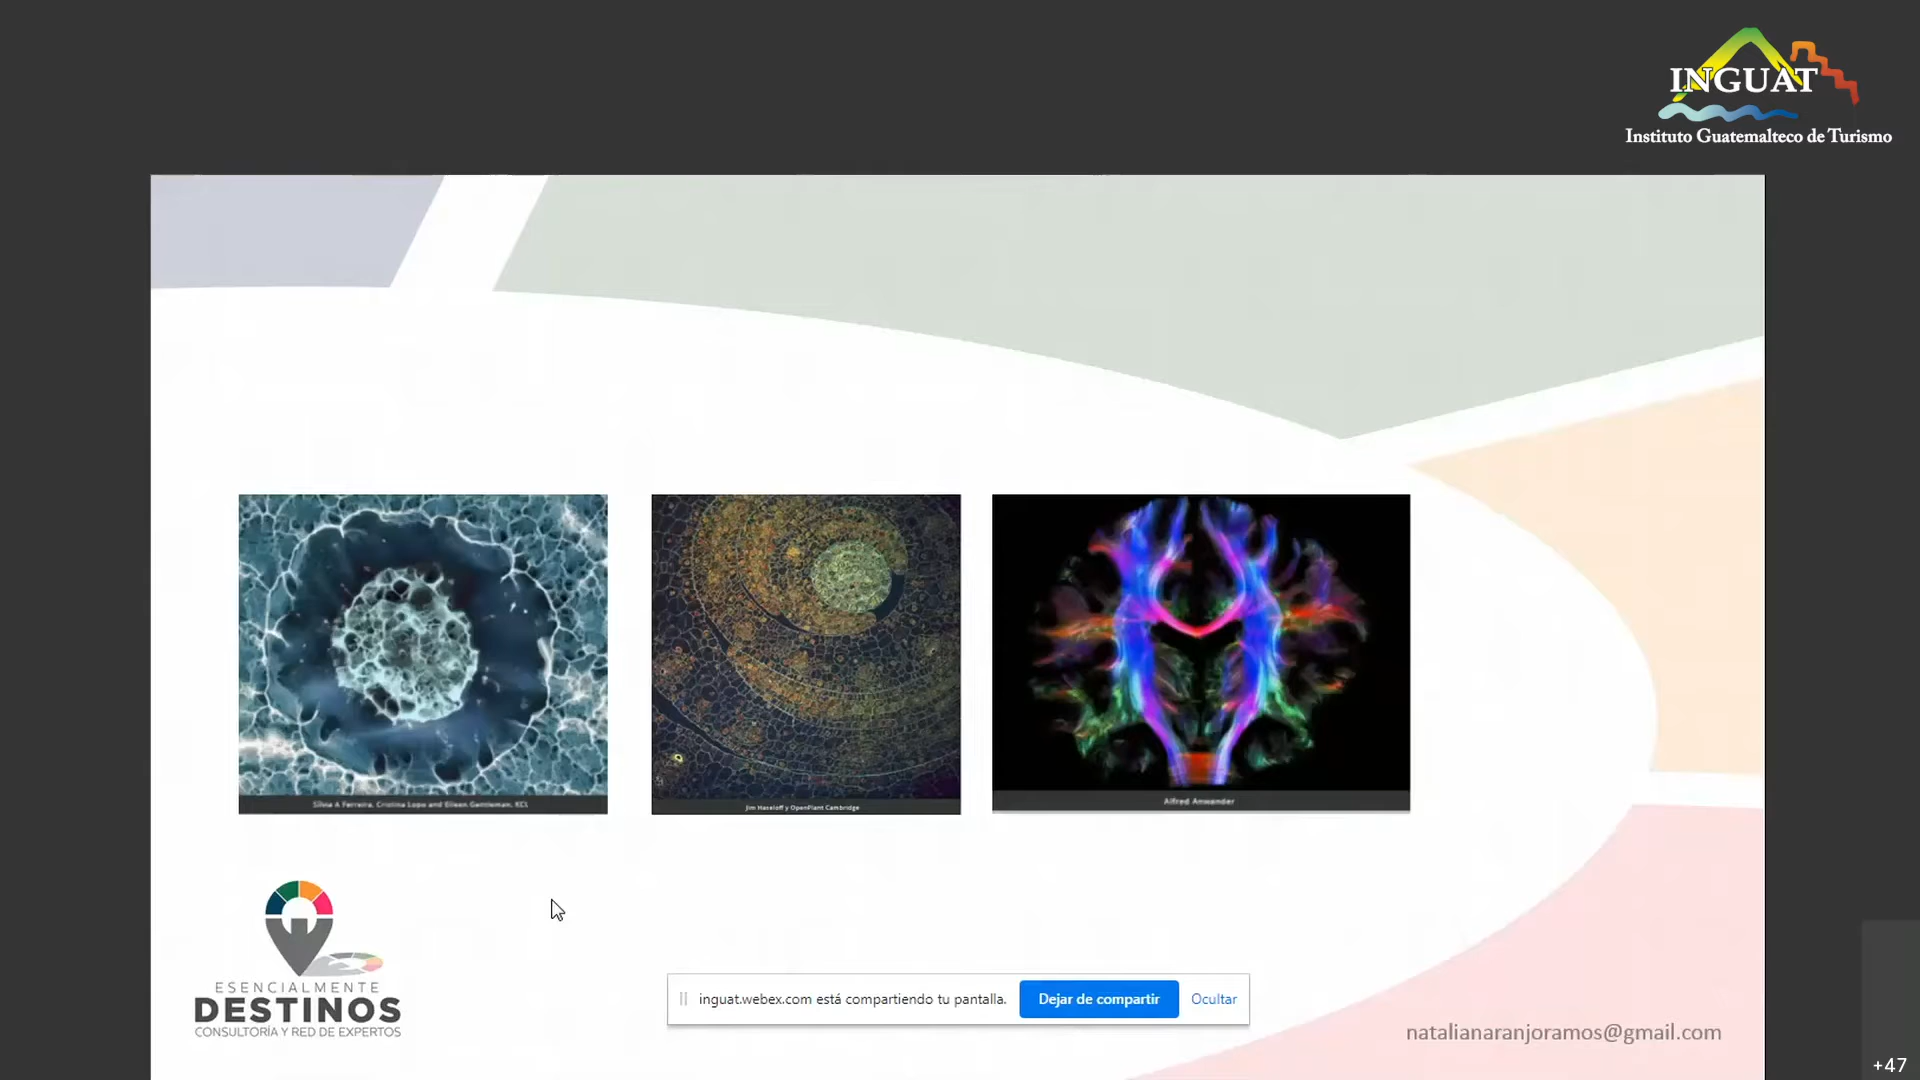 INGUAT
Instituto Guatemalteco de Turismo
Silvia A Ferreira, Cristina Lopo and Eileen Gentleman, KCL
Jim Haseloff y OpenPlant Cambridge
Alfred Anwander
ESENCIALMENTE
DESTINOS
CONSULTORÍA Y RED DE EXPERTOS
inguat.webex.com está compartiendo tu pantalla.
Dejar de compartir
Ocultar
natalianaranjoramos@gmail.com
+47